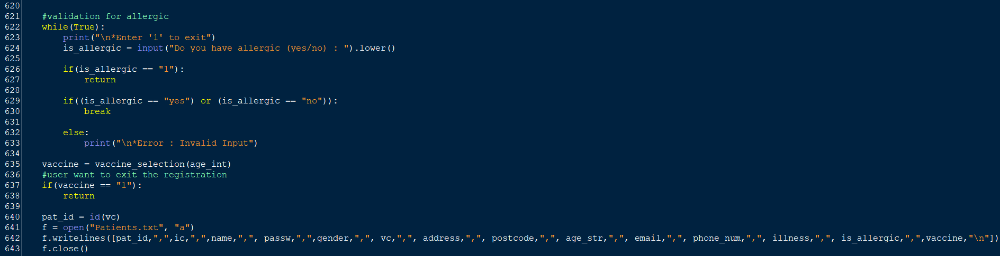 620
621    #validation for allergic
622    while(True):
623        print("\n*Enter '1' to exit")
624        is_allergic = input("Do you have allergic (yes/no) : ").lower()
625
626        if(is_allergic == "1"):
627            return
628
629        if((is_allergic == "yes") or (is_allergic == "no")):
630            break
631
632        else:
633            print("\n*Error : Invalid Input")
634
635    vaccine = vaccine_selection(age_int)
636    #user want to exit the registration
637    if(vaccine == "1"):
638        return
639
640    pat_id = id(vc)
641    f = open("Patients.txt", "a")
642    f.writelines([pat_id,",",ic,",",name,",", passw,",",gender,",", vc,",", address,",", postcode,",", age_str,",", email,",", phone_num,",", illness,",", is_allergic,",",vaccine,"\n"])
643    f.close()